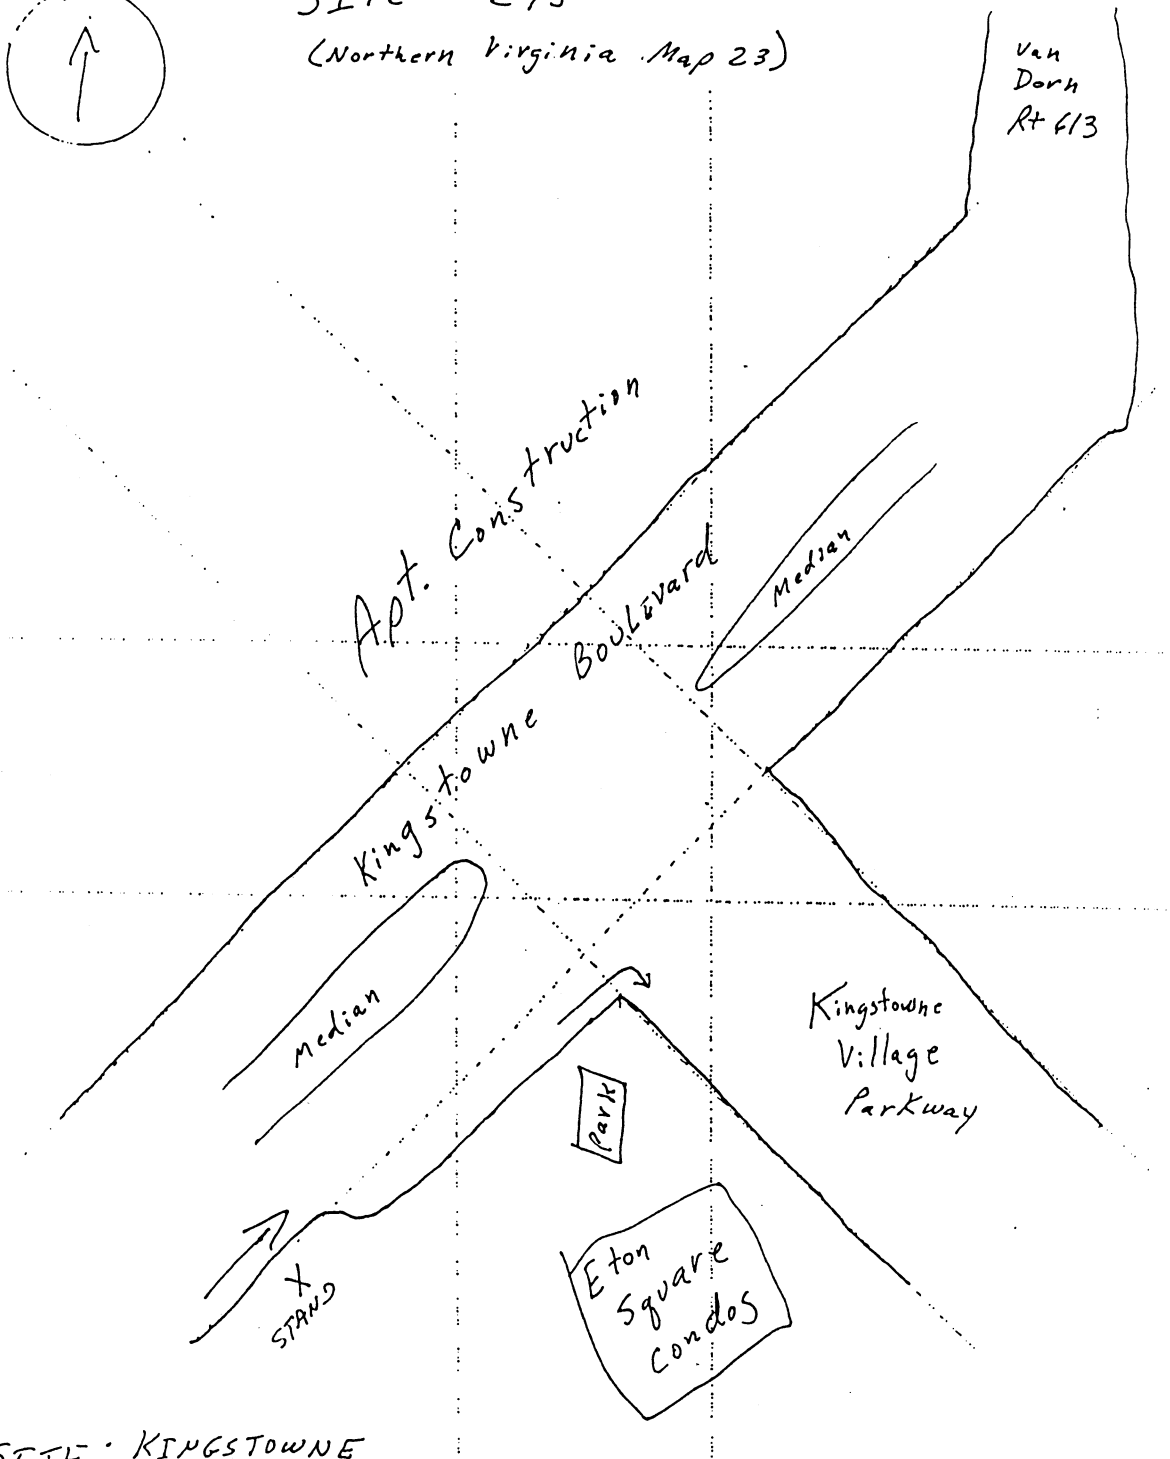 (Northern Virginia Map 23)
Van
Dorn
Rt 613
Apt. Construction
Kingstowne Boulevard
Median
Median
Kingstowne
Village
Parkway
Park
X
STAND
Eton
Square
Condos
SITE: KINGSTOWNE